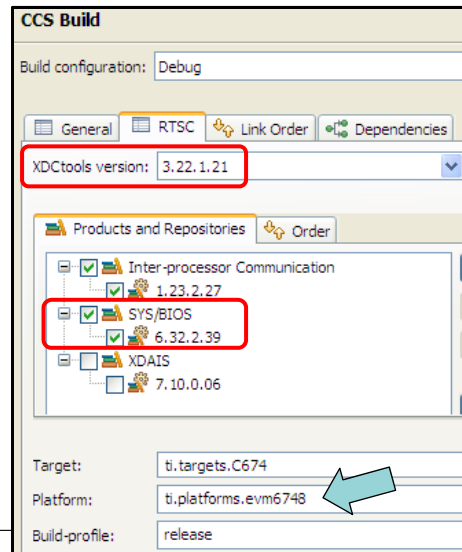 CCS Build
Build configuration: Debug
General RTSC Link Order Dependencies
XDCtools version: 3.22.1.21
Products and Repositories Order
Inter-processor Communication
1.23.2.27
SYS/BIOS
6.32.2.39
XDAIS
7.10.0.06
Target: ti.targets.C674
Platform: ti.platforms.evm6748
Build-profile: release